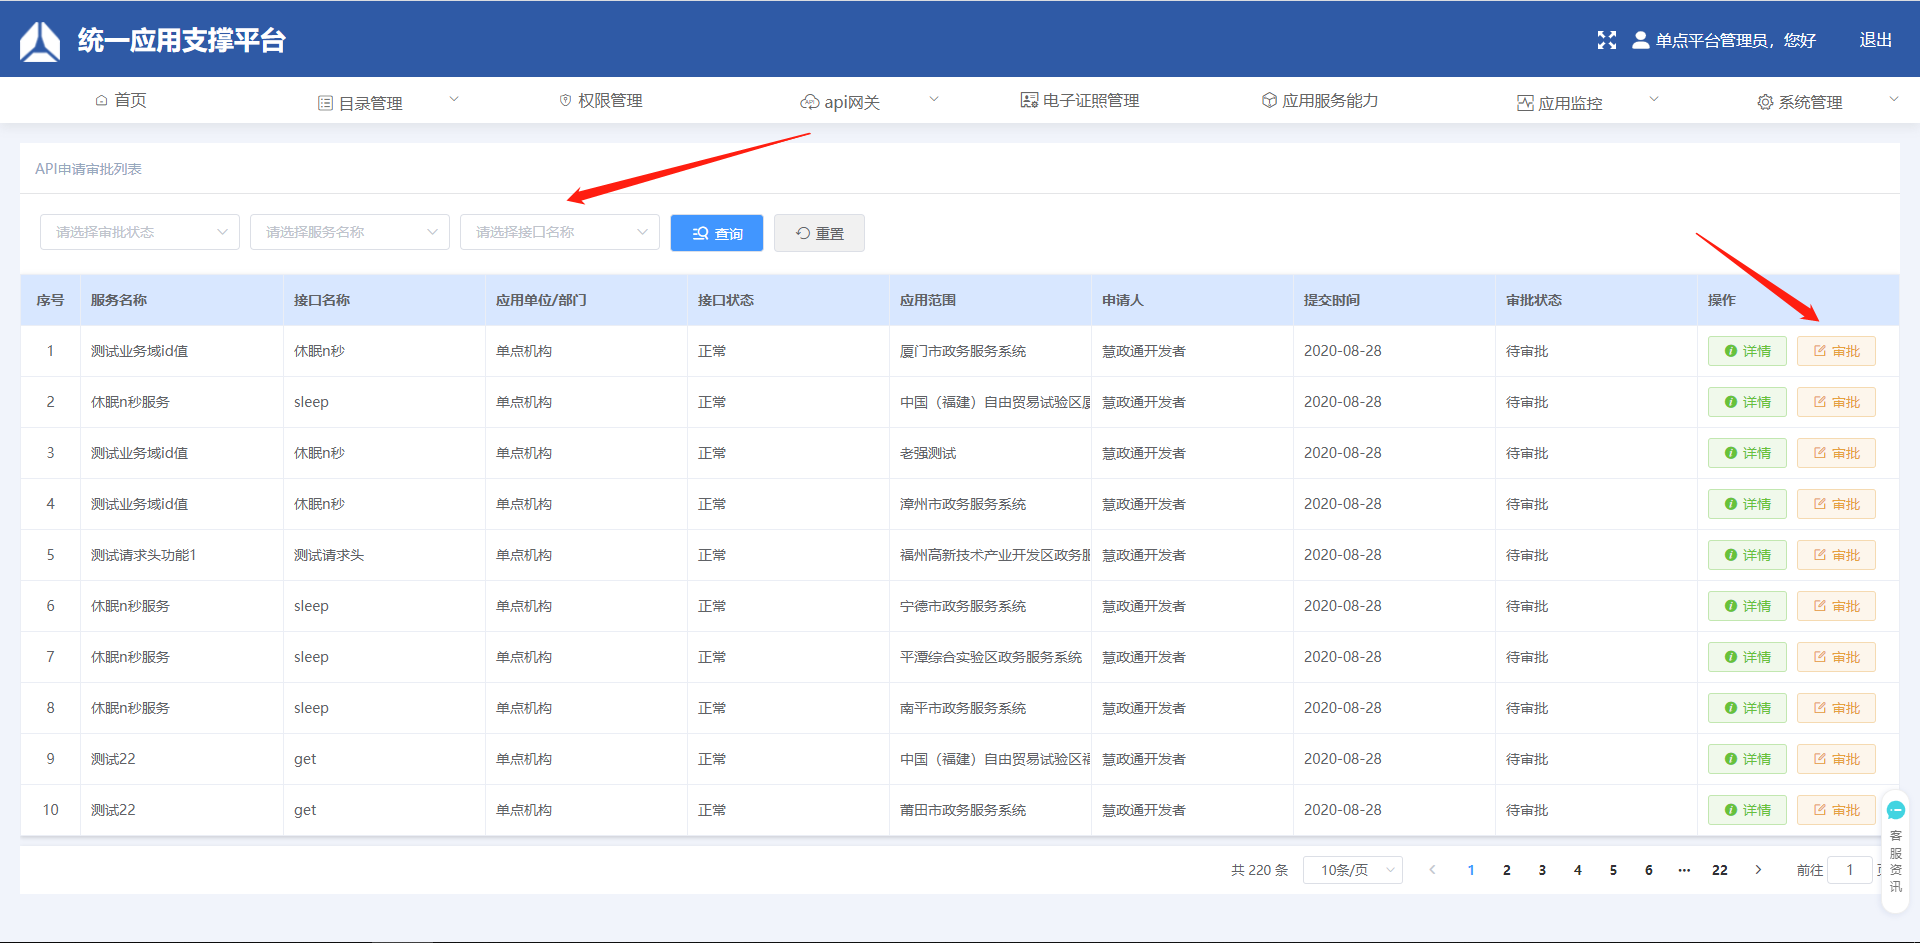 统一应用支撑平台
单点平台管理员，您好 退出
首页 目录管理 权限管理 api网关 电子证照管理 应用服务能力 应用监控 系统管理
API申请审批列表
请选择审批状态 请选择服务名称 请选择接口名称 查询 重置
序号 服务名称 接口名称 应用单位/部门 接口状态 应用范围 申请人 提交时间 审批状态 操作
1 测试业务域id值 休眠n秒 单点机构 正常 厦门市政务服务系统 慧政通开发者 2020-08-28 待审批 详情 审批
2 休眠n秒服务 sleep 单点机构 正常 中国（福建）自由贸易试验区厦 慧政通开发者 2020-08-28 待审批 详情 审批
3 测试业务域id值 休眠n秒 单点机构 正常 老强测试 慧政通开发者 2020-08-28 待审批 详情 审批
4 测试业务域id值 休眠n秒 单点机构 正常 漳州市政务服务系统 慧政通开发者 2020-08-28 待审批 详情 审批
5 测试请求头功能1 测试请求头 单点机构 正常 福州高新技术产业开发区政务服 慧政通开发者 2020-08-28 待审批 详情 审批
6 休眠n秒服务 sleep 单点机构 正常 宁德市政务服务系统 慧政通开发者 2020-08-28 待审批 详情 审批
7 休眠n秒服务 sleep 单点机构 正常 平潭综合实验区政务服务系统 慧政通开发者 2020-08-28 待审批 详情 审批
8 休眠n秒服务 sleep 单点机构 正常 南平市政务服务系统 慧政通开发者 2020-08-28 待审批 详情 审批
9 测试22 get 单点机构 正常 中国（福建）自由贸易试验区福 慧政通开发者 2020-08-28 待审批 详情 审批
10 测试22 get 单点机构 正常 莆田市政务服务系统 慧政通开发者 2020-08-28 待审批 详情 审批
共 220 条 10条/页 1 2 3 4 5 6 ··· 22 前往 1
客服资讯